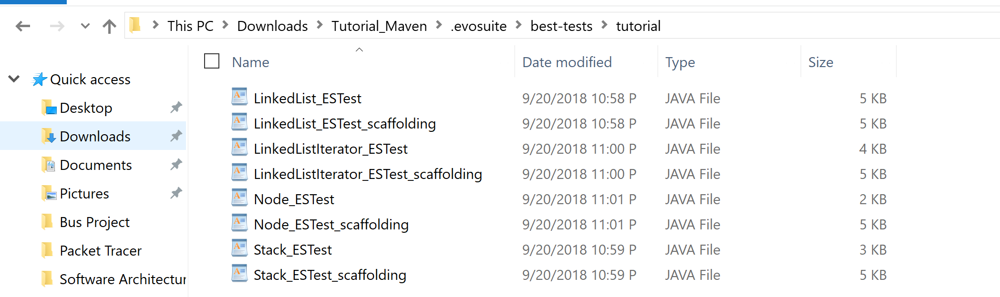 This PC > Downloads > Tutorial_Maven > .evosuite > best-tests > tutorial
Name Date modified Type Size
Quick access
Desktop
Downloads
Documents
Pictures
Bus Project
Packet Tracer
Software Architectur
LinkedList_ESTest 9/20/2018 10:58 P JAVA File 5 KB
LinkedList_ESTest_scaffolding 9/20/2018 10:58 P JAVA File 5 KB
LinkedListIterator_ESTest 9/20/2018 11:00 P JAVA File 4 KB
LinkedListIterator_ESTest_scaffolding 9/20/2018 11:00 P JAVA File 5 KB
Node_ESTest 9/20/2018 11:01 P JAVA File 2 KB
Node_ESTest_scaffolding 9/20/2018 11:01 P JAVA File 5 KB
Stack_ESTest 9/20/2018 10:59 P JAVA File 3 KB
Stack_ESTest_scaffolding 9/20/2018 10:59 P JAVA File 5 KB